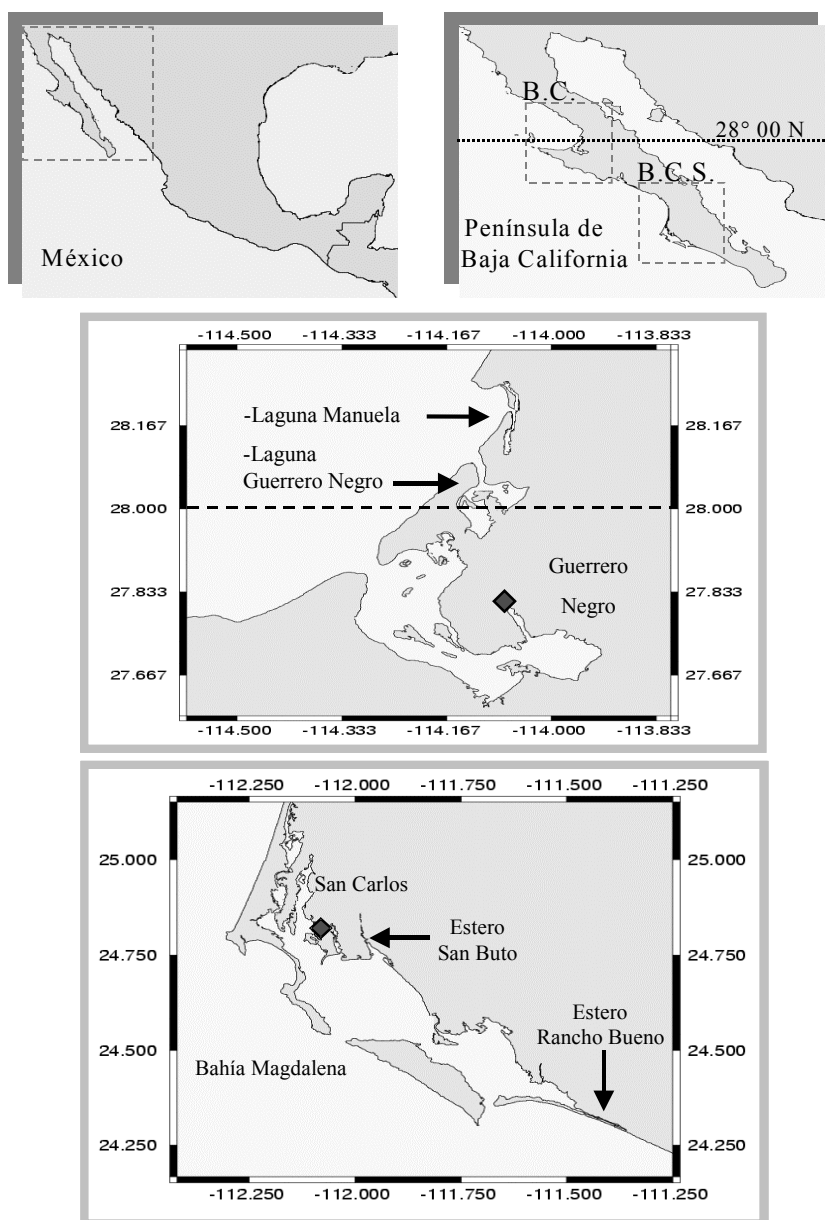 México
B.C.
28° 00 N
B.C.S.
Península de
Baja California
-114.500 -114.333 -114.167 -114.000 -113.833
-Laguna Manuela
28.167 28.167
-Laguna
Guerrero Negro
28.000 28.000
Guerrero
27.833 27.833
Negro
27.667 27.667
-114.500 -114.333 -114.167 -114.000 -113.833
-112.250 -112.000 -111.750 -111.500 -111.250
25.000 25.000
San Carlos
Estero
San Buto
24.750 24.750
Estero
Rancho Bueno
24.500 24.500
Bahía Magdalena
24.250 24.250
-112.250 -112.000 -111.750 -111.500 -111.250